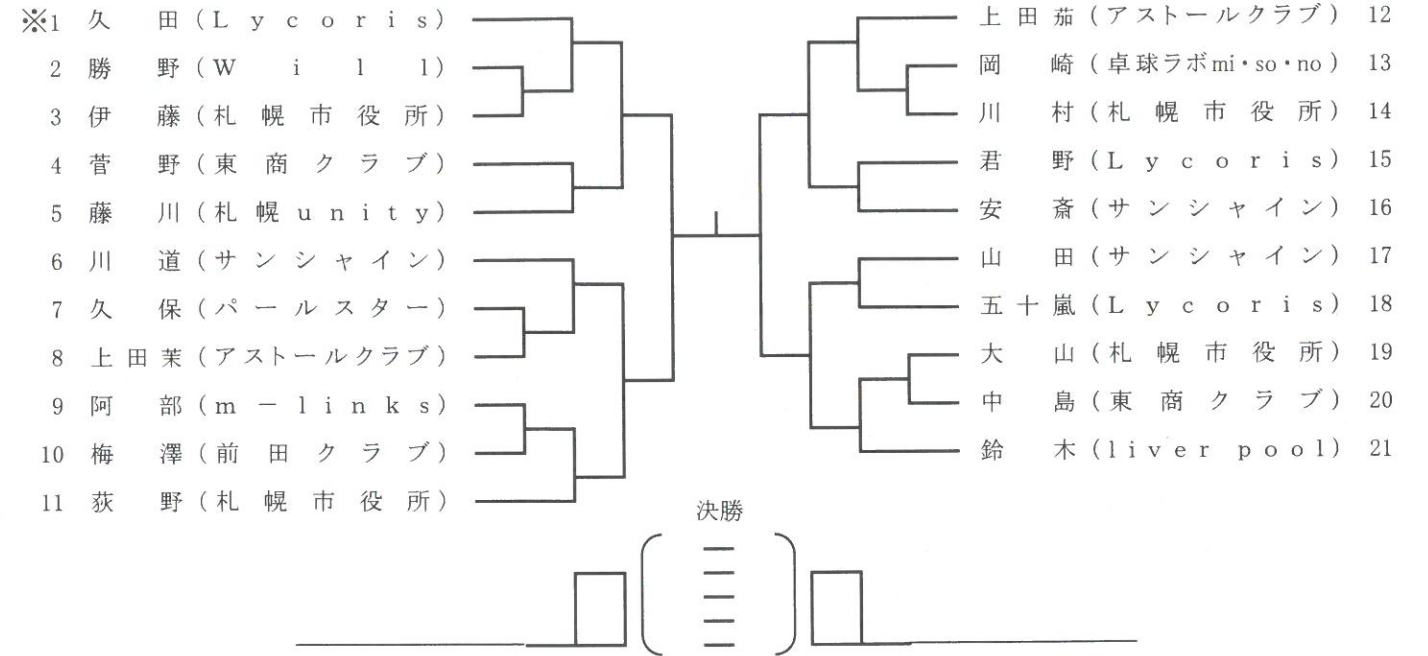 ※1 久田(Lycoris)
2 勝野(Will)
3 伊藤(札幌市役所)
4 菅野(東商クラブ)
5 藤川(札幌unity)
6 川道(サンシャイン)
7 久保(パールスター)
8 上田茉(アストールクラブ)
9 阿部(m－links)
10 梅澤(前田クラブ)
11 荻野(札幌市役所)
上田茄(アストールクラブ) 12
岡崎(卓球ラボmi・so・no) 13
川村(札幌市役所) 14
君野(Lycoris) 15
安斎(サンシャイン) 16
山田(サンシャイン) 17
五十嵐(Lycoris) 18
大山(札幌市役所) 19
中島(東商クラブ) 20
鈴木(liver pool) 21
決勝